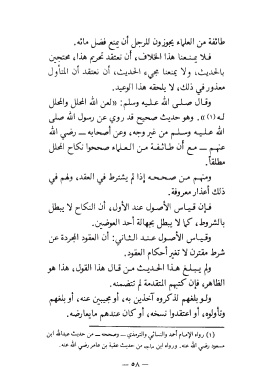 طائفة من العلماء يجوزون للرجل أن يمنع فضل مائه.
فلا يمنعنا هذا الخلاف، أن نعتقد تحريم هذا، محتجين
بالحديث، ولا يمنعنا مجيء الحديث، أن نعتقد أن المتأول
معذور في ذلك، لا يلحقه هذا الوعيد.
وقال صلى الله عليه وسلم: «لعن الله المحلل والمحلل
له (١)». وهو حديث صحيح قد روي عن رسول الله صلى
الله عليه وسلم من غير وجه، وعن أصحابه ـ رضي الله
عنهم ـ مع أن طائفة من العلماء صححوا نكاح المحلل
مطلقاً.
ومنهم من صححه إذا لم يشترط في العقد، ولهم في
ذلك أعذار معروفة.
فإن قياس الأصول عند الأول، أن النكاح لا يبطل
بالشروط، كما لا يبطل بجهالة أحد العوضين.
وقياس الأصول عند الثاني: أن العقود المجردة عن
شرط مقترن لا تغير أحكام العقود.
ولم يبلغ هذا الحديث من قال هذا القول، هذا هو
الظاهر، فإن كتبهم المتقدمة لم تتضمنه.
ولو بلغهم لذكروه آخذين به، أو مجيبين عنه، أو بلغهم
وتأولوه، أو اعتقدوا نسخه، أو كان عندهم ما يعارضه.
(١) رواه الإمام أحمد والنسائي والترمذي ـ وصححه ـ من حديث عبدالله ابن
مسعود رضي الله عنه. ورواه ابن ماجه من حديث عقبة بن عامر رضي الله عنه.
ـ ٥٨ ـ